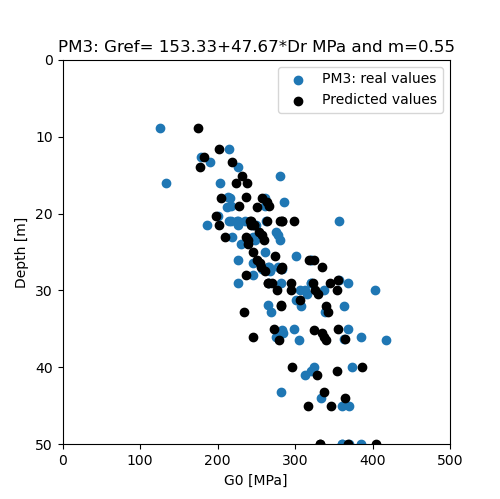 PM3: Gref= 153.33+47.67*Dr MPa and m=0.55
PM3: real values
Predicted values
0
10
20
30
40
50
Depth [m]
0 100 200 300 400 500
G0 [MPa]